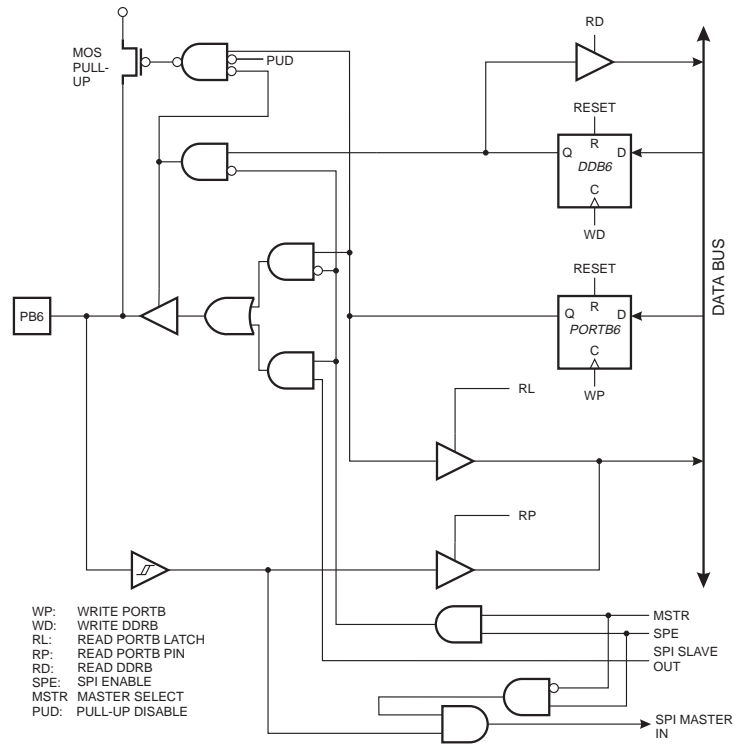 RD
MOS
PULL-
UP
PUD
RESET
R
Q
D
DDB6
C
WD
RESET
R
Q
D
PORTB6
C
WP
DATA BUS
PB6
RL
RP
MSTR
SPE
SPI SLAVE
OUT
SPI MASTER
IN
WP: WRITE PORTB
WD: WRITE DDRB
RL: READ PORTB LATCH
RP: READ PORTB PIN
RD: READ DDRB
SPE: SPI ENABLE
MSTR MASTER SELECT
PUD: PULL-UP DISABLE